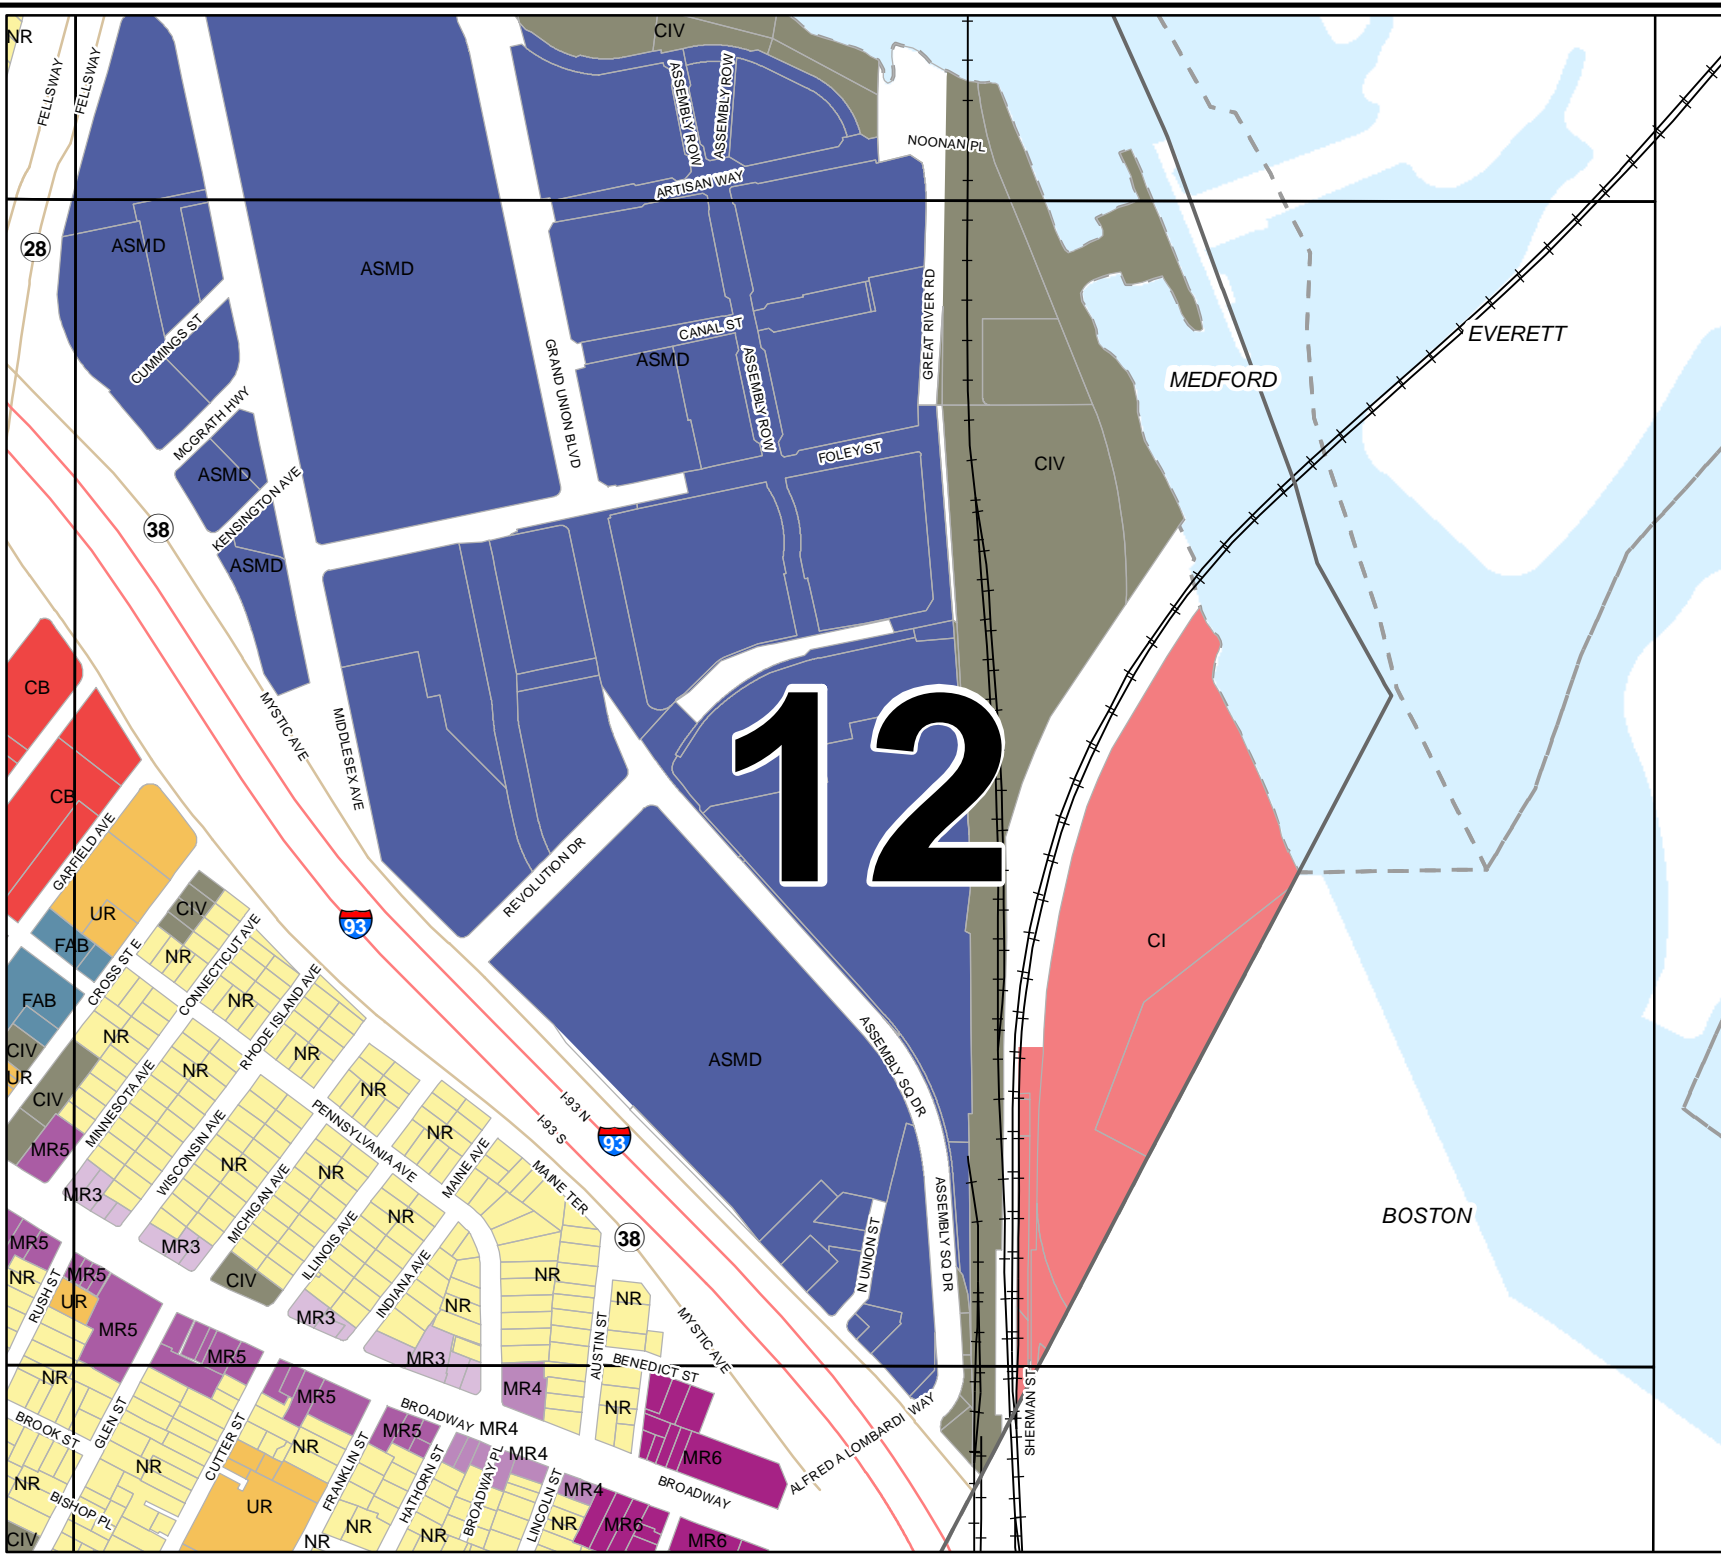 NR
CIV
FELLSWAY
FELLSWAY
ASSEMBLY ROW
ASSEMBLY ROW
NOONAN PL
ARTISAN WAY
28
ASMD
ASMD
CUMMINGS ST
CANAL ST
ASMD
GREAT RIVER RD
EVERETT
MEDFORD
GRAND UNION BLVD
ASSEMBLY ROW
MCGRATH HWY
FOLEY ST
CIV
ASMD
KENSINGTON AVE
38
ASMD
CB
MYSTIC AVE
MIDDLESEX AVE
12
CB
GARFIELD AVE
REVOLUTION DR
UR
CIV
93
FAB
NR
CROSS ST E
CONNECTICUT AVE
CI
FAB
NR
RHODE ISLAND AVE
NR
CIV
NR
ASMD
ASSEMBLY SQ DR
UR
NR
NR
CIV
MINNESOTA AVE
I-93 N
I-93 S
93
PENNSYLVANIA AVE
NR
MR5
WISCONSIN AVE
NR
NR
MAINE AVE
MAINE TER
MR3
MICHIGAN AVE
NR
ASSEMBLY SQ DR
BOSTON
MR5
MR3
ILLINOIS AVE
38
N UNION ST
NR
MR5
CIV
INDIANA AVE
NR
RUSH ST
UR
NR
NR
MR5
MR3
MYSTIC AVE
MR5
MR3
AUSTIN ST
BENEDICT ST
NR
MR5
MR4
SHERMAN ST
NR
BROADWAY
BROOK ST
GLEN ST
CUTTER ST
MR5
MR4
ALFRED A LOMBARDI WAY
NR
MR4
MR6
NR
NR
FRANKLIN ST
HATHORN ST
BROADWAY PL
LINCOLN ST
MR4
BROADWAY
BISHOP PL
UR
NR
NR
NR
MR6
CIV
NR
MR6